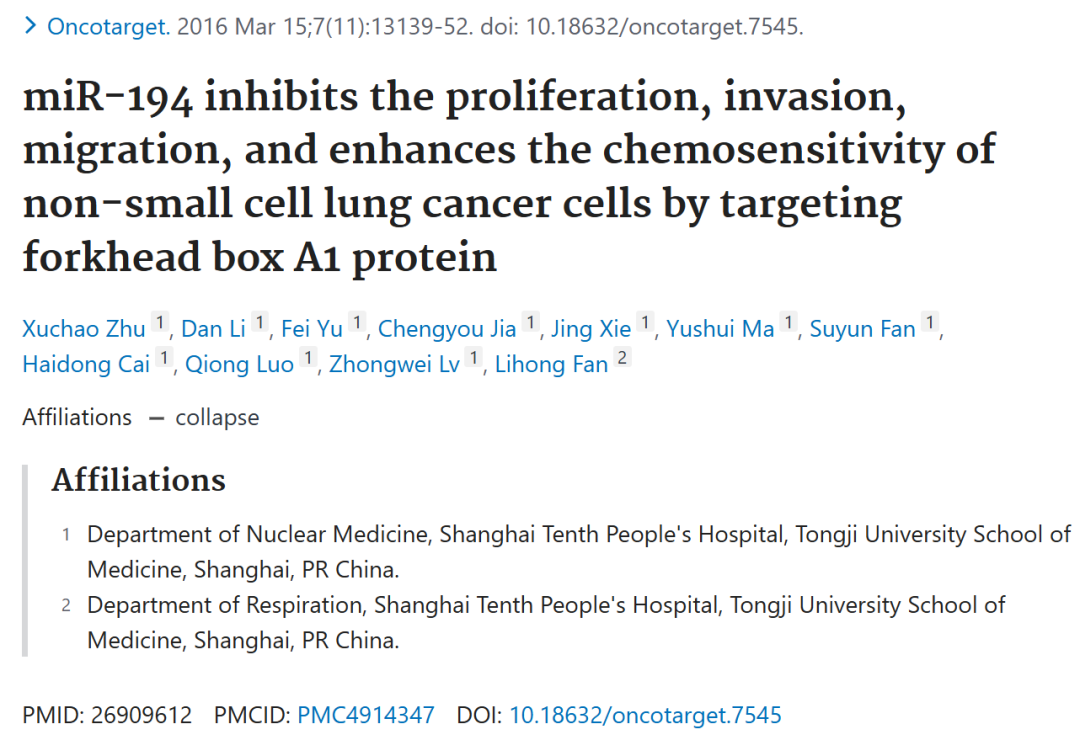 > Oncotarget. 2016 Mar 15;7(11):13139-52. doi: 10.18632/oncotarget.7545.
miR-194 inhibits the proliferation, invasion,
migration, and enhances the chemosensitivity of
non-small cell lung cancer cells by targeting
forkhead box A1 protein
Xuchao Zhu 1, Dan Li 1, Fei Yu 1, Chengyou Jia 1, Jing Xie 1, Yushui Ma 1, Suyun Fan 1,
Haidong Cai 1, Qiong Luo 1, Zhongwei Lv 1, Lihong Fan 2
Affiliations — collapse
Affiliations
1 Department of Nuclear Medicine, Shanghai Tenth People's Hospital, Tongji University School of
Medicine, Shanghai, PR China.
2 Department of Respiration, Shanghai Tenth People's Hospital, Tongji University School of
Medicine, Shanghai, PR China.
PMID: 26909612 PMCID: PMC4914347 DOI: 10.18632/oncotarget.7545